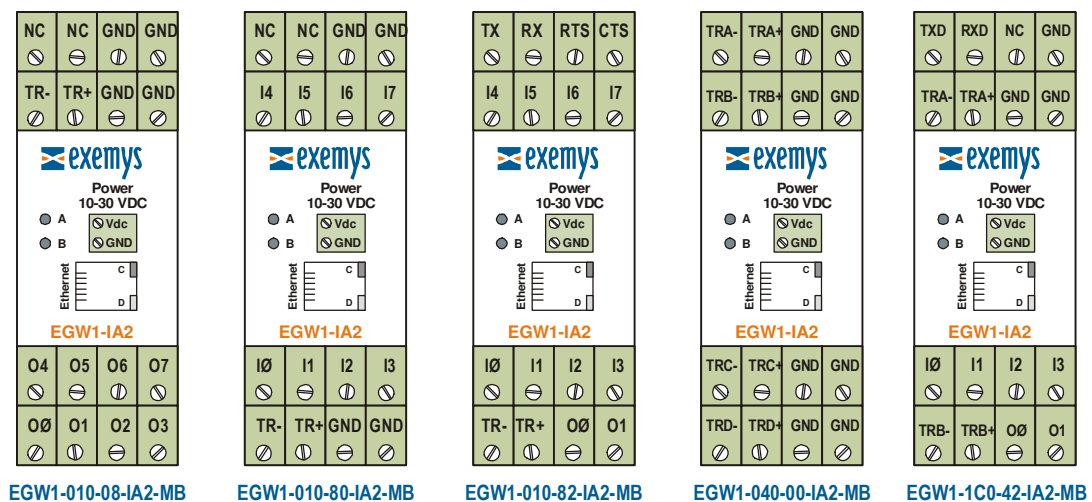 NC NC GND GND
TR- TR+ GND GND
exemys
Power
10-30 VDC
A
Vdc
B
GND
Ethernet
C
D
EGW1-IA2
O4 O5 O6 O7
OØ O1 O2 O3
EGW1-010-08-IA2-MB
NC NC GND GND
I4 I5 I6 I7
exemys
Power
10-30 VDC
A
Vdc
B
GND
Ethernet
C
D
EGW1-IA2
IØ I1 I2 I3
TR- TR+ GND GND
EGW1-010-80-IA2-MB
TX RX RTS CTS
I4 I5 I6 I7
exemys
Power
10-30 VDC
A
Vdc
B
GND
Ethernet
C
D
EGW1-IA2
IØ I1 I2 I3
TR- TR+ OØ O1
EGW1-010-82-IA2-MB
TRA- TRA+ GND GND
TRB- TRB+ GND GND
exemys
Power
10-30 VDC
A
Vdc
B
GND
Ethernet
C
D
EGW1-IA2
TRC- TRC+ GND GND
TRD- TRD+ GND GND
EGW1-040-00-IA2-MB
TXD RXD NC GND
TRA- TRA+ GND GND
exemys
Power
10-30 VDC
A
Vdc
B
GND
Ethernet
C
D
EGW1-IA2
IØ I1 I2 I3
TRB- TRB+ OØ O1
EGW1-1C0-42-IA2-MB